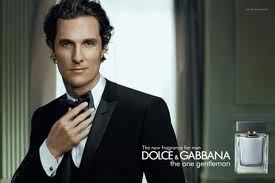 The new fragrance for men
DOLCE & GABBANA
the one gentleman